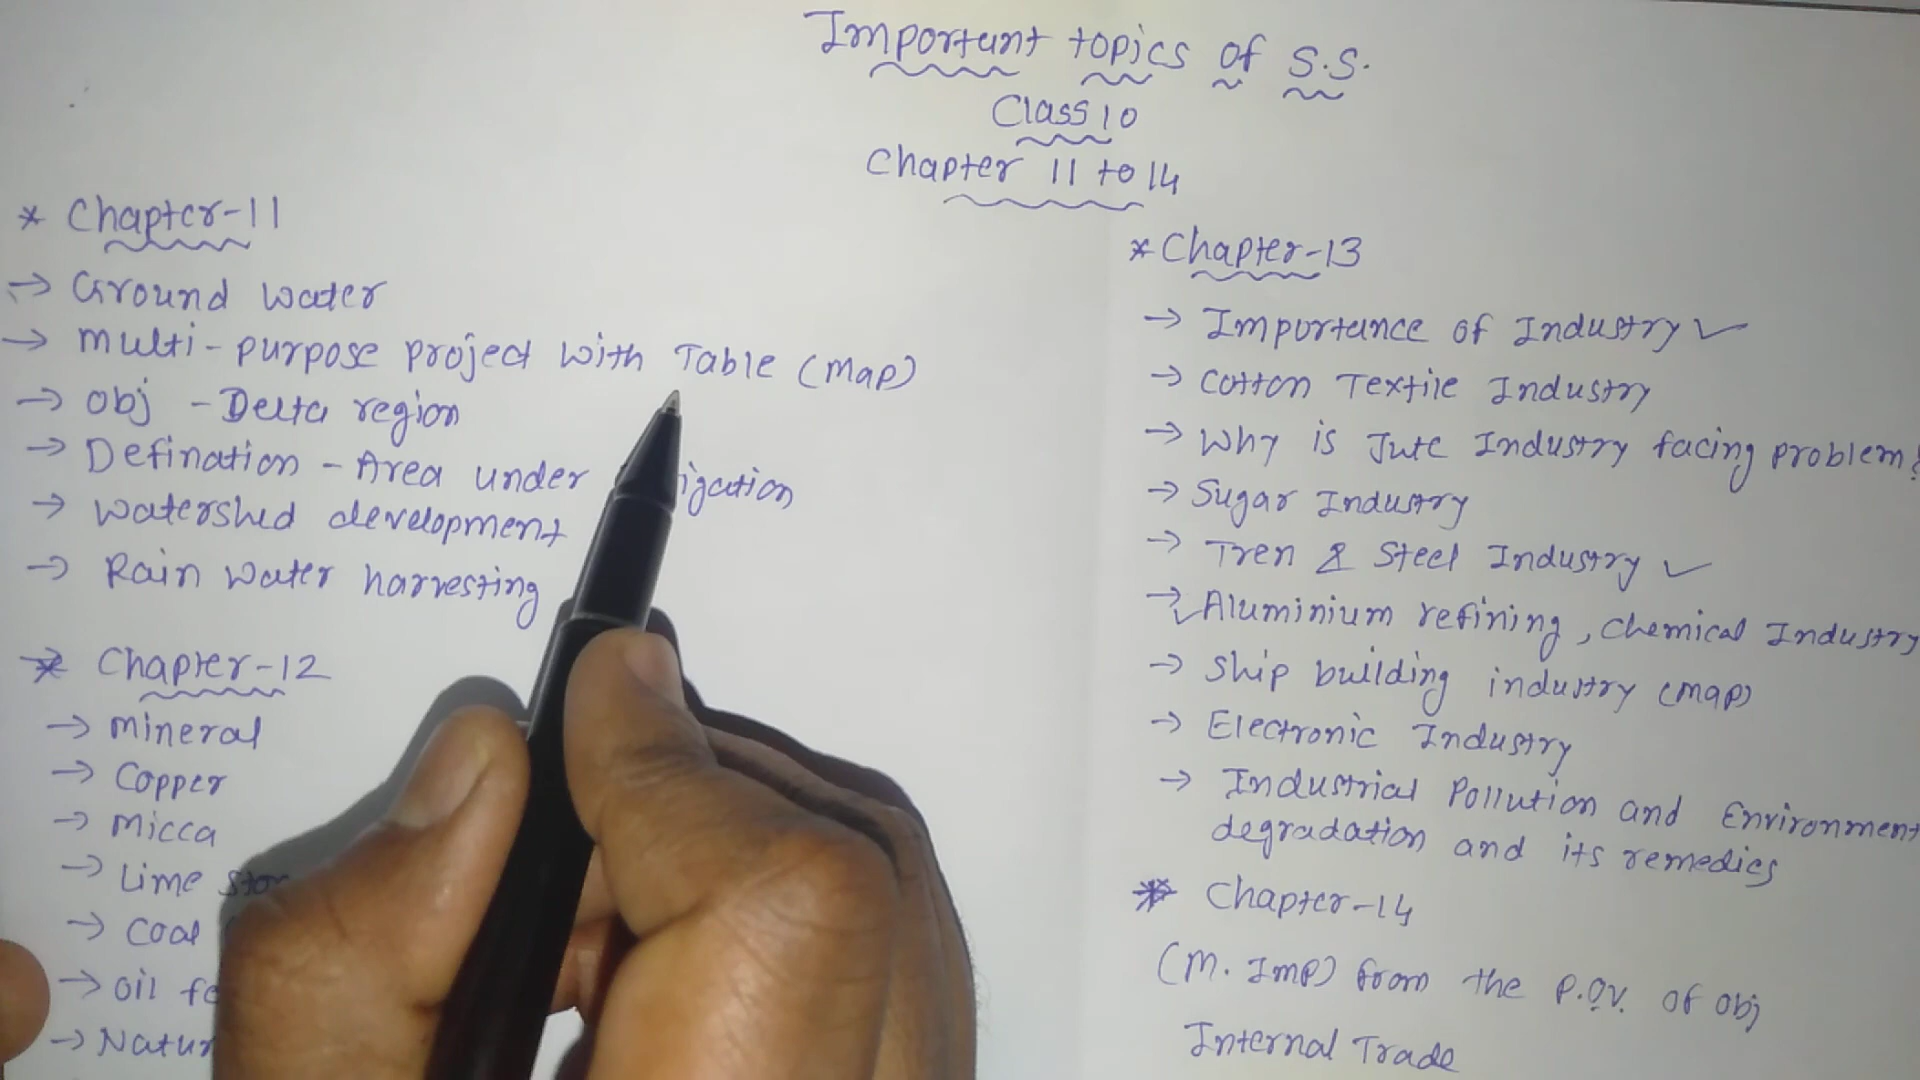 Important topics of S.S.
Class 10
Chapter 11 to 14
* Chapter-11
→ Ground water
→ Multi-purpose project with Table (Map)
→ Obj - Delta region
→ Defination - Area under
→ Watershed development
→ Rain water harvesting
* Chapter-12
→ Mineral
→ Copper
→ Micca
→ Lime
→ Coal
→ Oil
* Chapter-13
→ Importance of Industry ✓
→ Cotton Textile Industry
→ Why is Jute Industry facing problem?
→ Sugar Industry
→ Iren & Steel Industry ✓
→ ✓ Aluminium refining, Chemical Industry
→ Ship building industry (Map)
→ Electronic Industry
→ Industrial Pollution and Environment
degradation and its remedies
* Chapter-14
(M. Imp) from the P.O.V. of Obj
Internal Trade